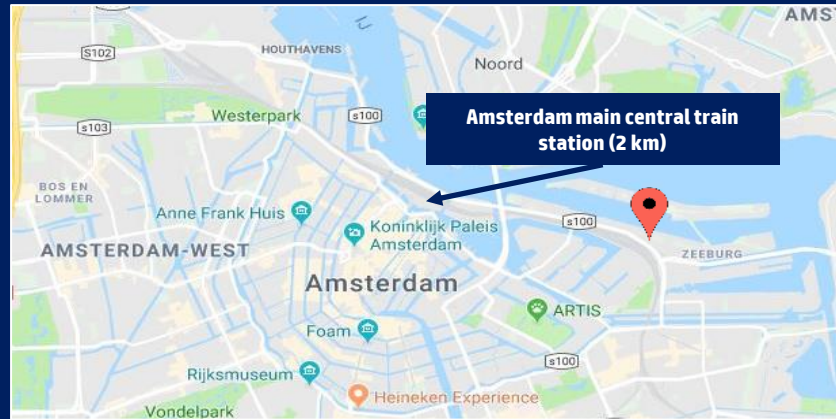 AMST
S102
HOUTHAVENS
Noord
Westerpark
s100
Amsterdam main central train
station (2 km)
s103
BOS EN
LOMMER
Anne Frank Huis
Koninklijk Paleis
Amsterdam
s100
AMSTERDAM-WEST
ZEEBURG
Amsterdam
ARTIS
Foam
s100
Rijksmuseum
Heineken Experience
Vondelpark